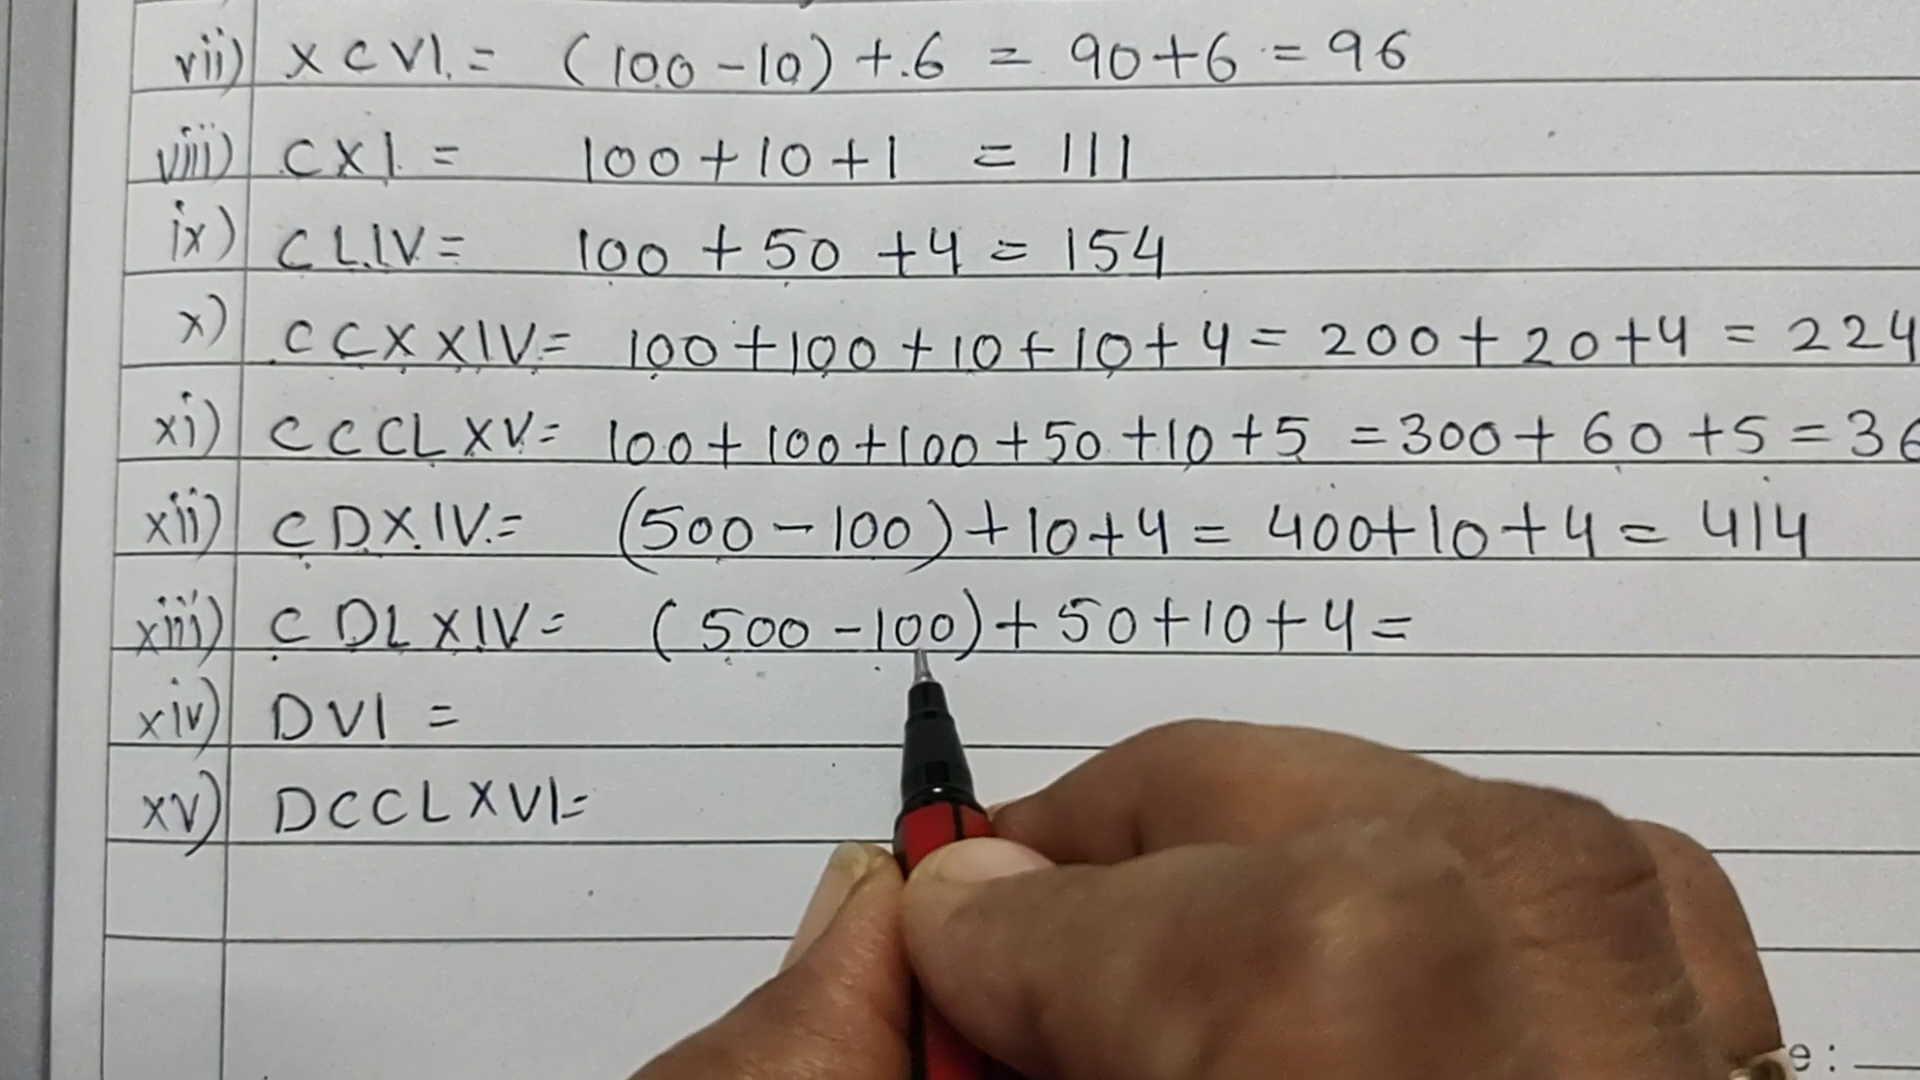 vii) XCVI = (100 - 10) + 6 = 90 + 6 = 96
viii) CXI = 100 + 10 + 1 = 111
ix) CLIV = 100 + 50 + 4 = 154
x) CCXXIV = 100 + 100 + 10 + 10 + 4 = 200 + 20 + 4 = 224
xi) CCCLXV = 100 + 100 + 100 + 50 + 10 + 5 = 300 + 60 + 5 = 36
xii) CDXIV = (500 - 100) + 10 + 4 = 400 + 10 + 4 = 414
xiii) CDLXIV = (500 - 100) + 50 + 10 + 4 =
xiv) DVI =
xv) DCCLXVI =
e :